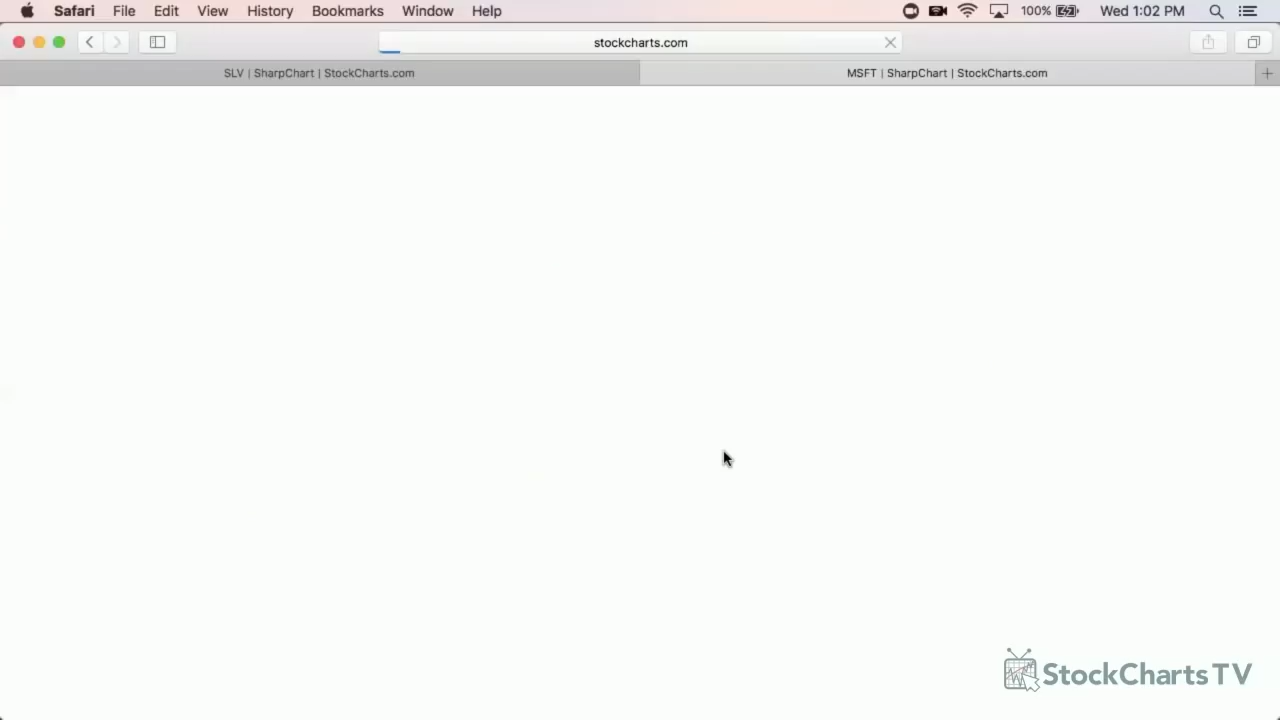 Safari File Edit View History Bookmarks Window Help 100% Wed 1:02 PM
stockcharts.com
SLV | SharpChart | StockCharts.com MSFT | SharpChart | StockCharts.com
StockChartsTV